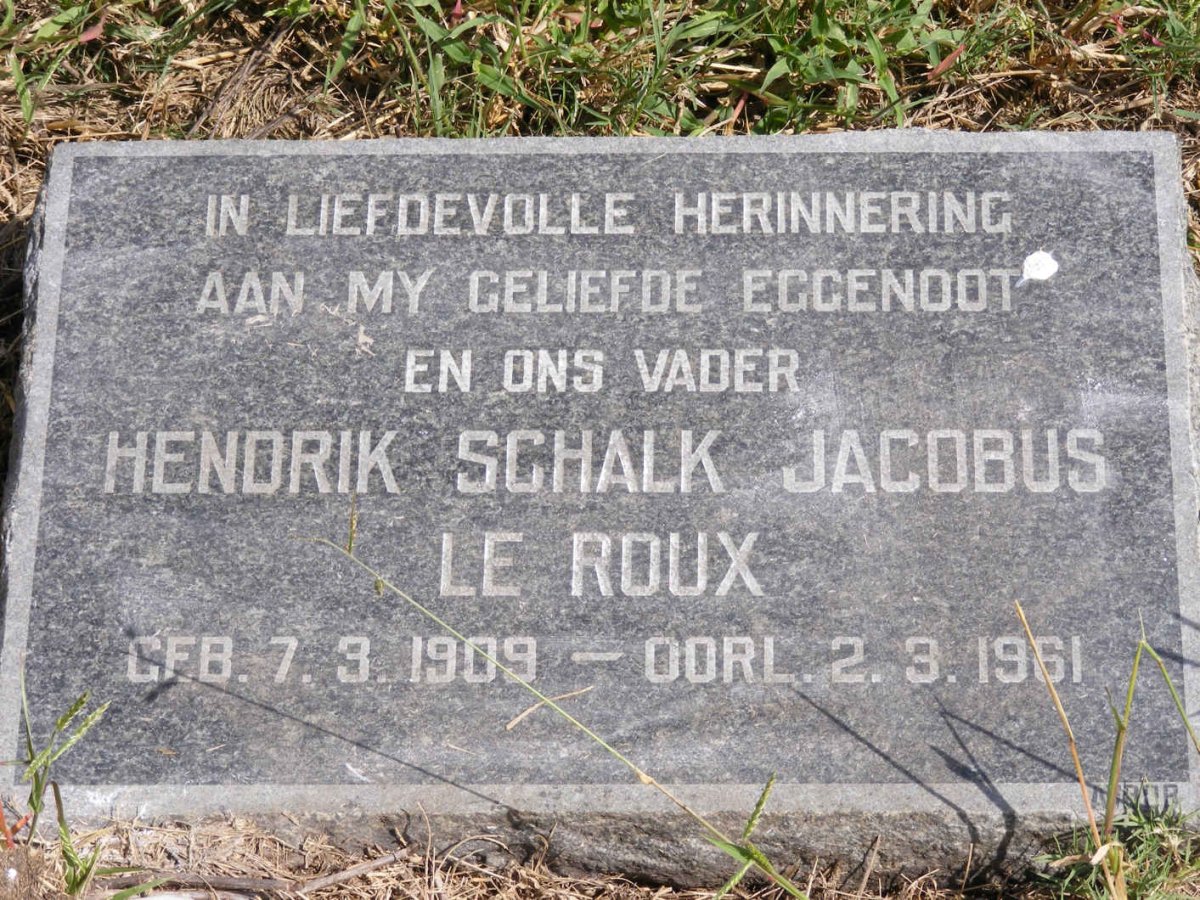 IN LIEFDEVOLLE HERINNERING
AAN MY GELIEFDE EGGENOOT
EN ONS VADER
HENDRIK SCHALK JACOBUS
LE ROUX
GEB. 7. 3. 1909 — OORL. 2. 3. 1961